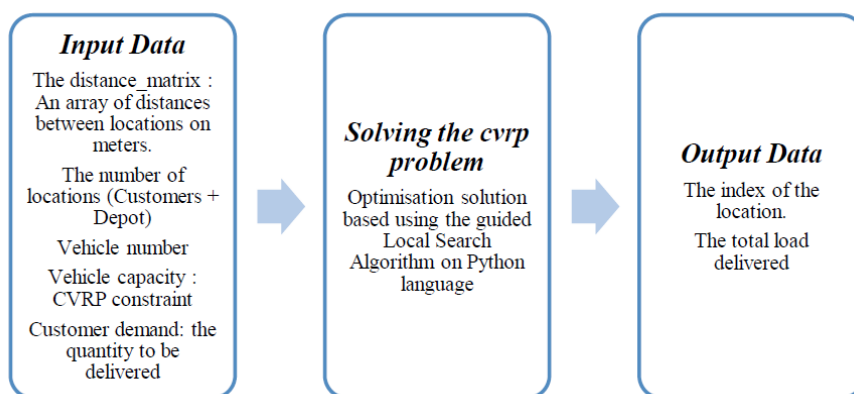 Input Data
The distance_matrix :
An array of distances
between locations on
meters.
The number of
locations (Customers +
Depot)
Vehicle number
Vehicle capacity :
CVRP constraint
Customer demand: the
quantity to be
delivered
Solving the cvrp
problem
Optimisation solution
based using the guided
Local Search
Algorithm on Python
language
Output Data
The index of the
location.
The total load
delivered